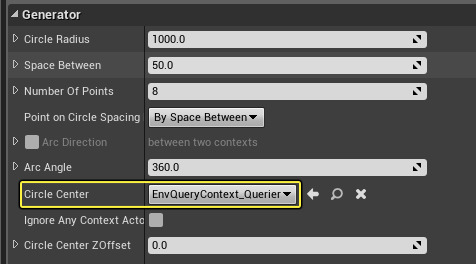 Generator
Circle Radius 1000.0
Space Between 50.0
Number Of Points 8
Point on Circle Spacing By Space Between
Arc Direction between two contexts
Arc Angle 360.0
Circle Center EnvQueryContext_Querier
Ignore Any Context Acto
Circle Center ZOffset 0.0